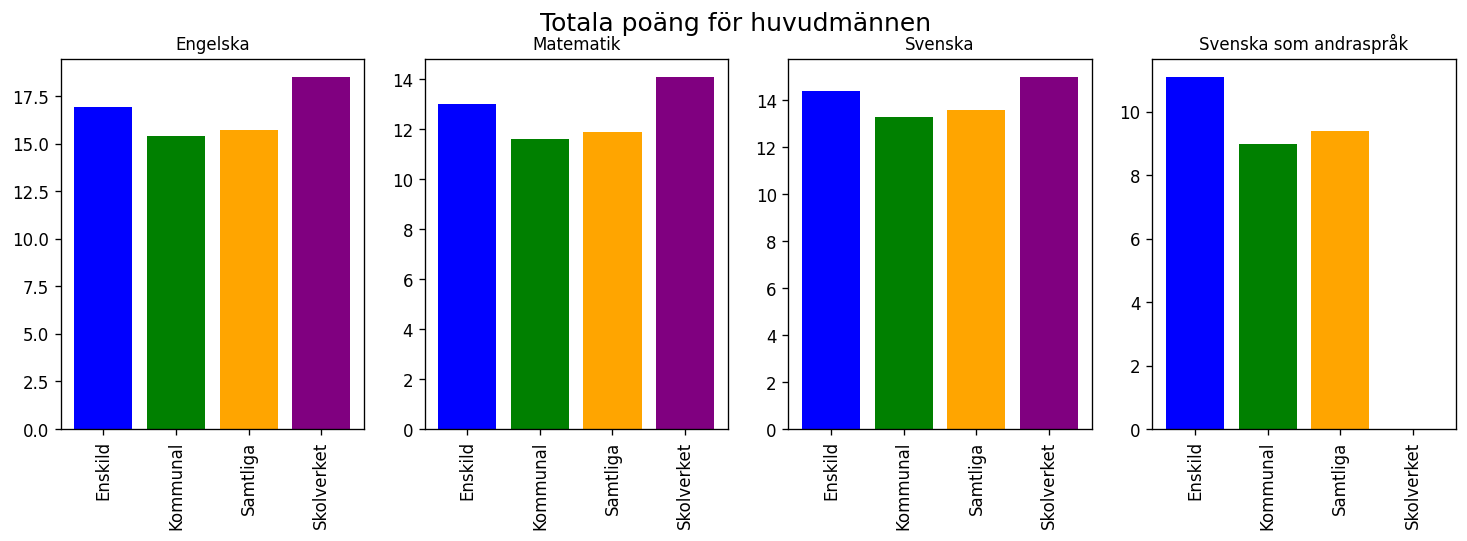 Totala poäng för huvudmännen
Engelska
17.5
15.0
12.5
10.0
7.5
5.0
2.5
0.0
Enskild
Kommunal
Samtliga
Skolverket
Matematik
14
12
10
8
6
4
2
0
Enskild
Kommunal
Samtliga
Skolverket
Svenska
14
12
10
8
6
4
2
0
Enskild
Kommunal
Samtliga
Skolverket
Svenska som andraspråk
10
8
6
4
2
0
Enskild
Kommunal
Samtliga
Skolverket